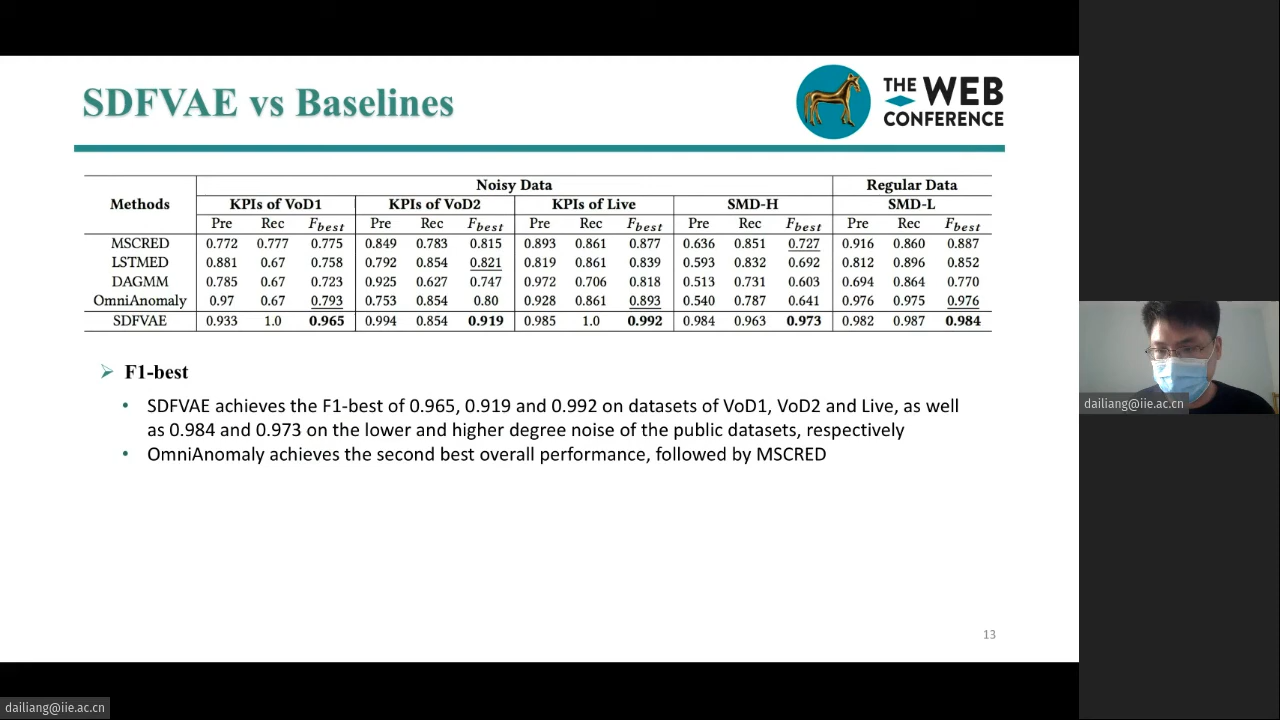 SDFVAE vs Baselines
THE WEB
CONFERENCE
Methods Noisy Data Regular Data
KPIs of VoD1 KPIs of VoD2 KPIs of Live SMD-H SMD-L
Pre Rec Fbest Pre Rec Fbest Pre Rec Fbest Pre Rec Fbest Pre Rec Fbest
MSCRED 0.772 0.777 0.775 0.849 0.783 0.815 0.893 0.861 0.877 0.636 0.851 0.727 0.916 0.860 0.887
LSTMED 0.881 0.67 0.758 0.792 0.854 0.821 0.819 0.861 0.839 0.593 0.832 0.692 0.812 0.896 0.852
DAGMM 0.785 0.67 0.723 0.925 0.627 0.747 0.972 0.706 0.818 0.513 0.731 0.603 0.694 0.864 0.770
OmniAnomaly 0.97 0.67 0.793 0.753 0.854 0.80 0.928 0.861 0.893 0.540 0.787 0.641 0.976 0.975 0.976
SDFVAE 0.933 1.0 0.965 0.994 0.854 0.919 0.985 1.0 0.992 0.984 0.963 0.973 0.982 0.987 0.984
➢ F1-best
• SDFVAE achieves the F1-best of 0.965, 0.919 and 0.992 on datasets of VoD1, VoD2 and Live, as well
as 0.984 and 0.973 on the lower and higher degree noise of the public datasets, respectively
• OmniAnomaly achieves the second best overall performance, followed by MSCRED
13
dailiang@iie.ac.cn
dailiang@iie.ac.cn